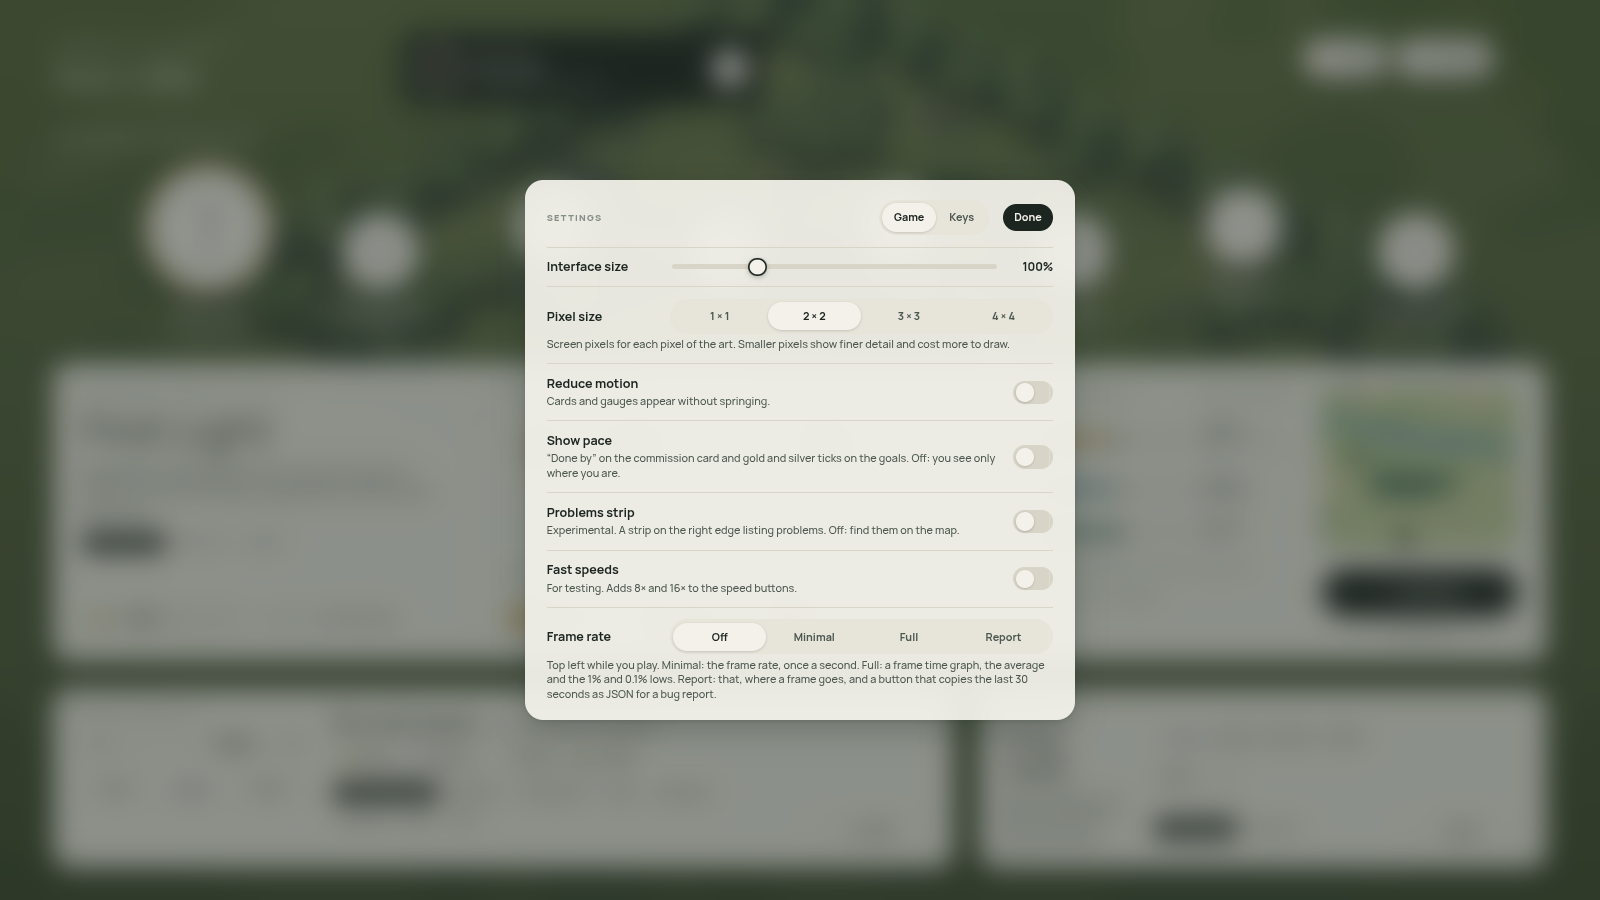 SETTINGS
Game
Keys
Done
Interface size
100%
Pixel size
1 × 1
2 × 2
3 × 3
4 × 4
Screen pixels for each pixel of the art. Smaller pixels show finer detail and cost more to draw.
Reduce motion
Cards and gauges appear without springing.
Show pace
“Done by” on the commission card and gold and silver ticks on the goals. Off: you see only
where you are.
Problems strip
Experimental. A strip on the right edge listing problems. Off: find them on the map.
Fast speeds
For testing. Adds 8× and 16× to the speed buttons.
Frame rate
Off
Minimal
Full
Report
Top left while you play. Minimal: the frame rate, once a second. Full: a frame time graph, the average
and the 1% and 0.1% lows. Report: that, where a frame goes, and a button that copies the last 30
seconds as JSON for a bug report.